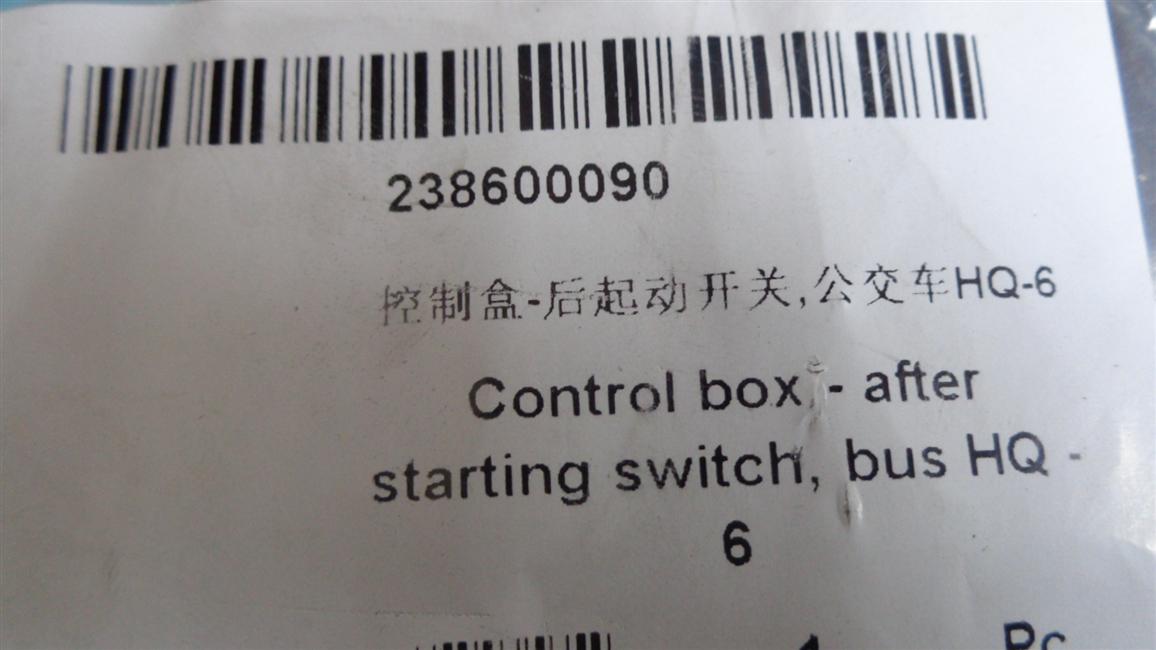 238600090
控制盒-后起动开关,公交车HQ-6
Control box - after
starting switch, bus HQ -
6